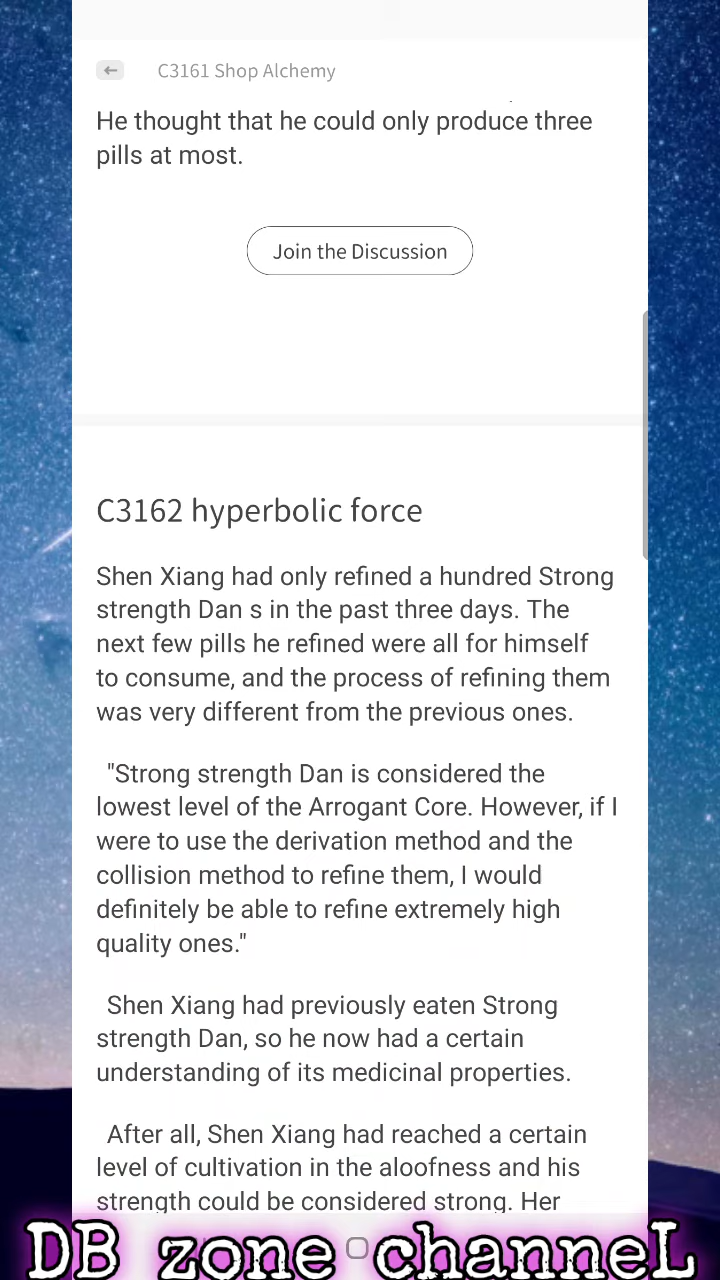 C3161 Shop Alchemy
He thought that he could only produce three
pills at most.
Join the Discussion
C3162 hyperbolic force
Shen Xiang had only refined a hundred Strong
strength Dan s in the past three days. The
next few pills he refined were all for himself
to consume, and the process of refining them
was very different from the previous ones.
"Strong strength Dan is considered the
lowest level of the Arrogant Core. However, if I
were to use the derivation method and the
collision method to refine them, I would
definitely be able to refine extremely high
quality ones."
Shen Xiang had previously eaten Strong
strength Dan, so he now had a certain
understanding of its medicinal properties.
After all, Shen Xiang had reached a certain
level of cultivation in the aloofness and his
strength could be considered strong. Her
DB zone channeL